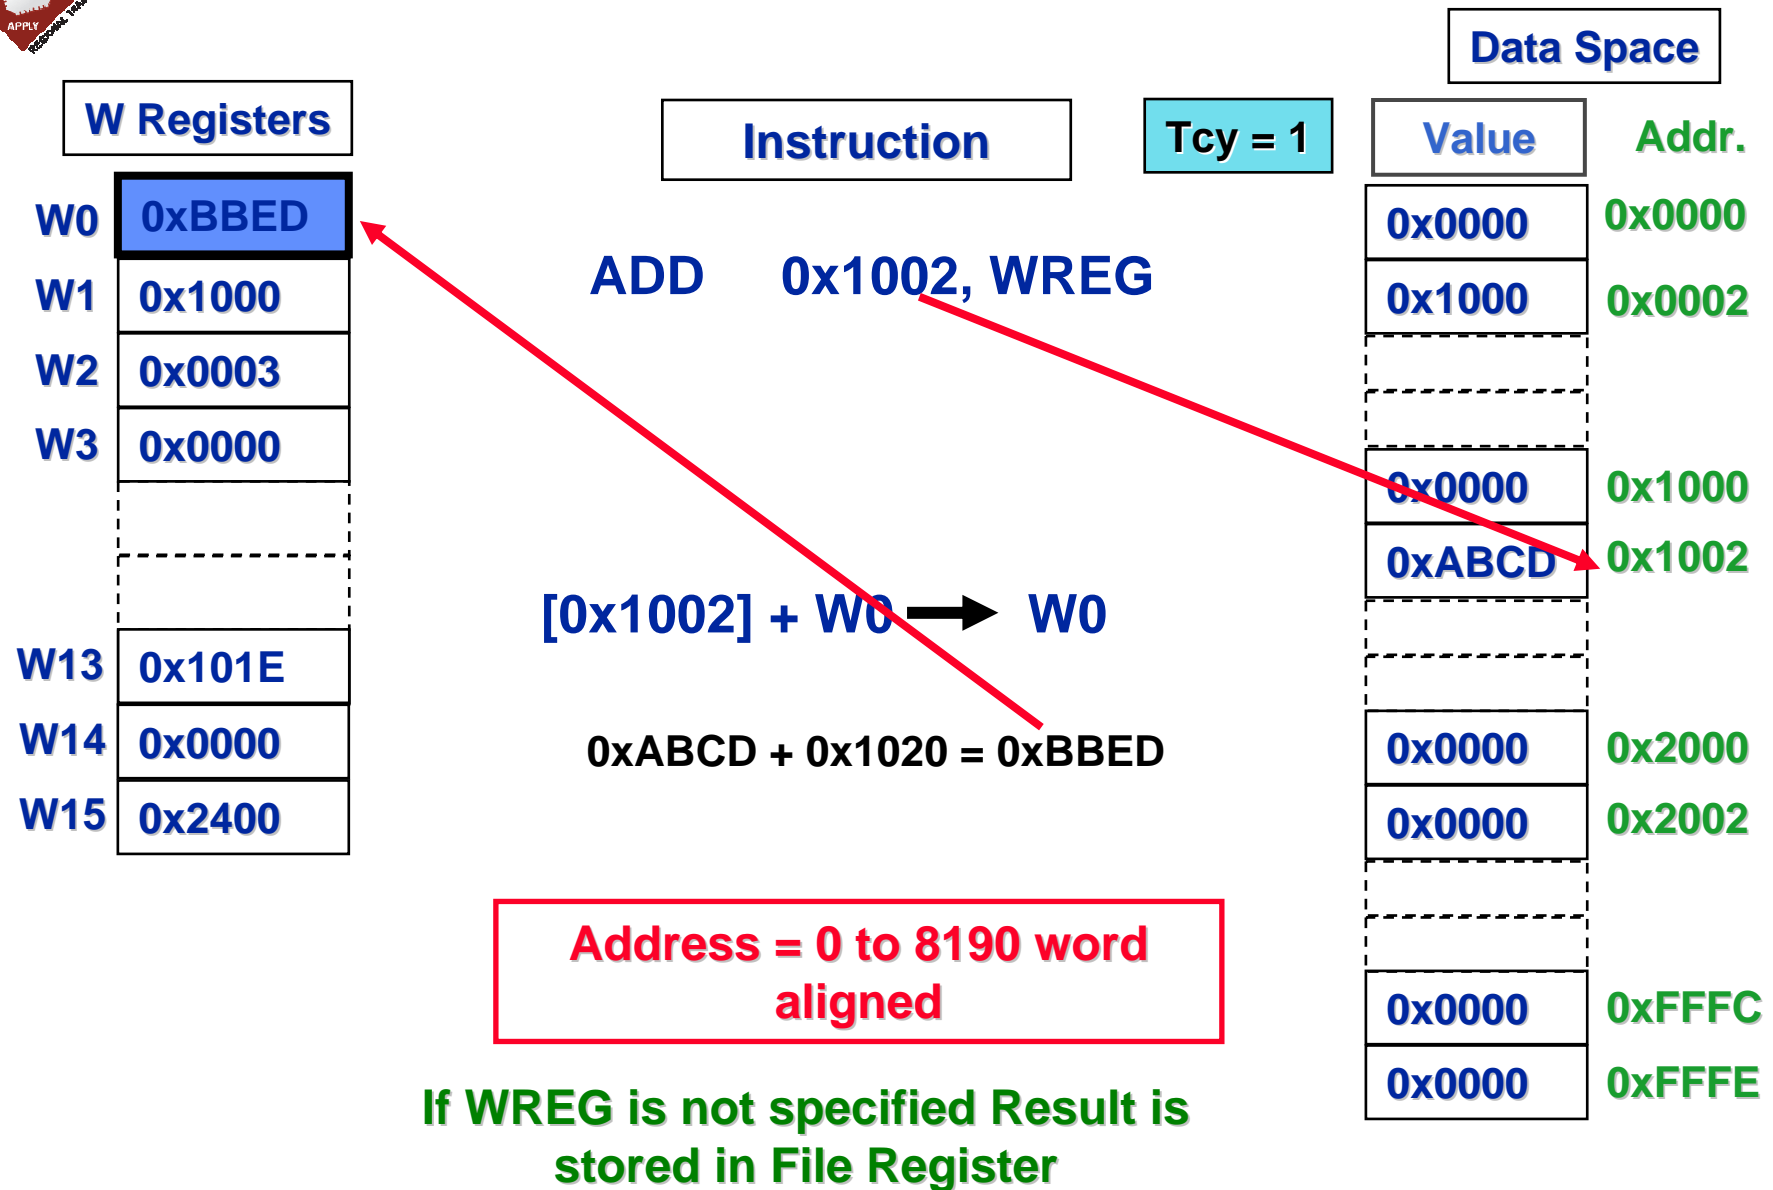 APPLY
Data Space
W Registers
Instruction
Tcy = 1
Value
Addr.
W0 0xBBED
W1 0x1000
W2 0x0003
W3 0x0000
W13 0x101E
W14 0x0000
W15 0x2400
ADD 0x1002, WREG
[0x1002] + W0 W0
0xABCD + 0x1020 = 0xBBED
0x0000 0x0000
0x1000 0x0002
0x0000 0x1000
0xABCD 0x1002
0x0000 0x2000
0x0000 0x2002
0x0000 0xFFFC
0x0000 0xFFFE
Address = 0 to 8190 word
aligned
If WREG is not specified Result is
stored in File Register